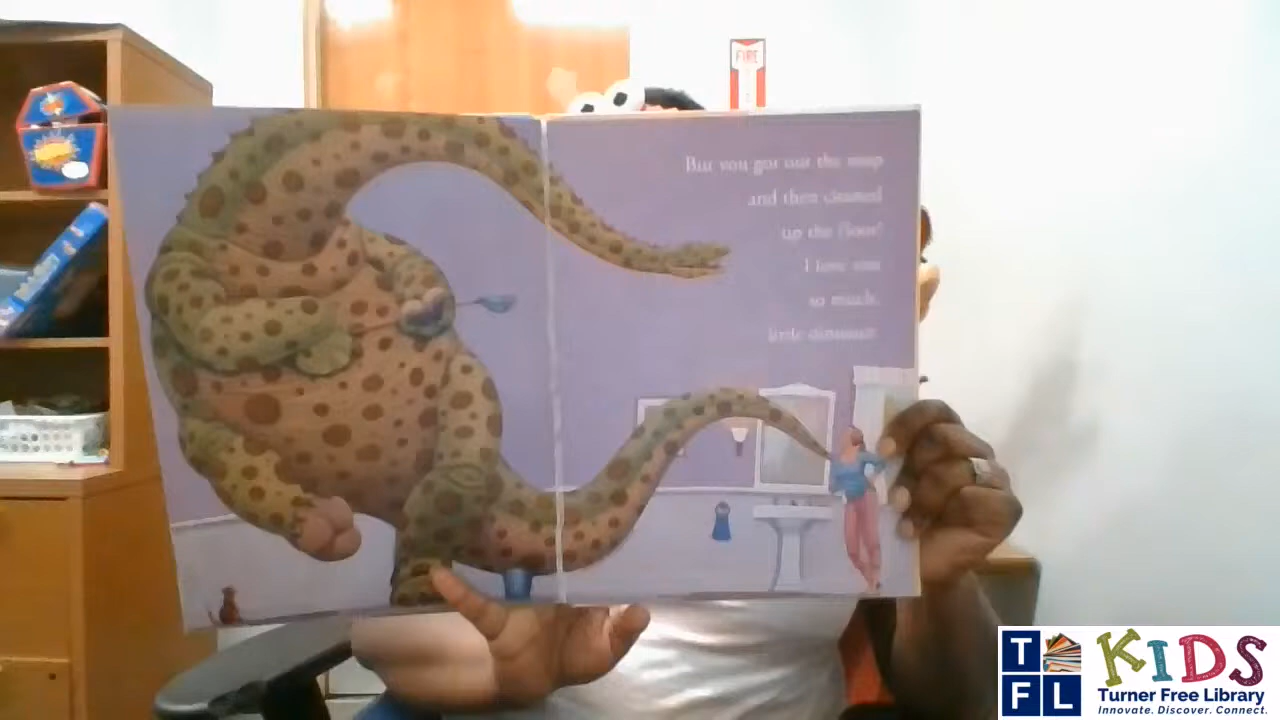 FIRE
But you got out the mop
and then cleaned
up the floor!
I love you
so much,
little dinosaur.
T
F L
KIDS
Turner Free Library
Innovate. Discover. Connect.